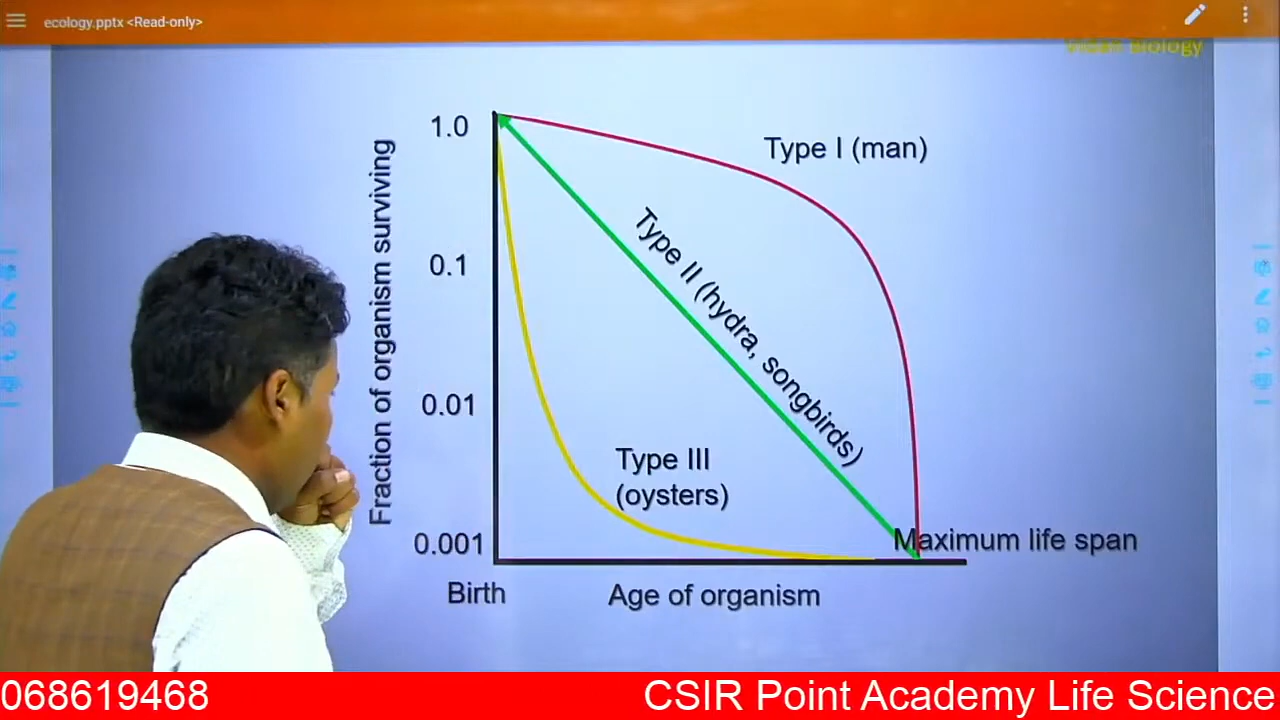 ecology.pptx <Read-only>
Biology
1.0
0.1
0.01
0.001
Fraction of organism surviving
Type I (man)
Type II (hydra, songbirds)
Type III
(oysters)
Maximum life span
Birth
Age of organism
068619468
CSIR Point Academy Life Science